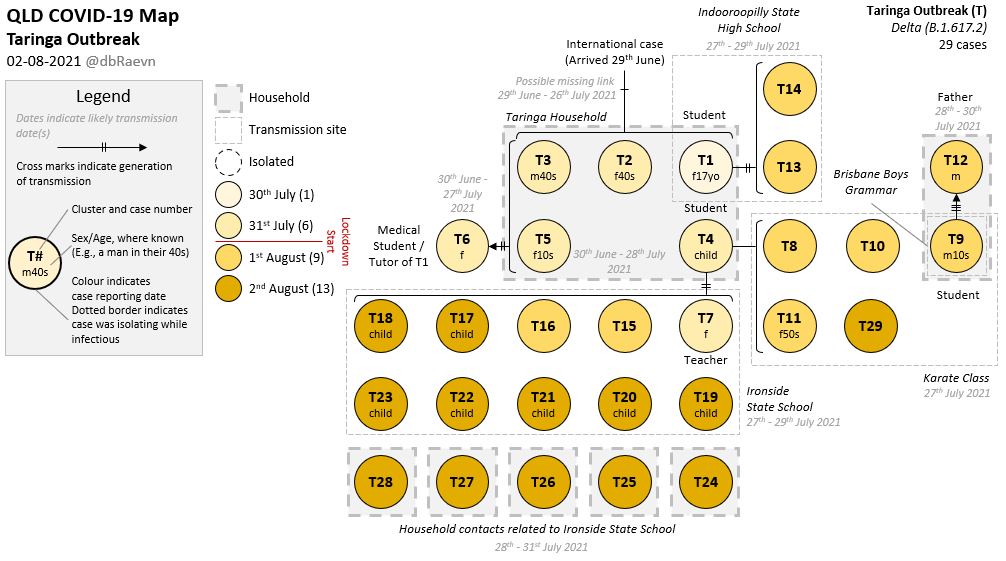 QLD COVID-19 Map
Taringa Outbreak
02-08-2021 @dbRaevn
Legend
Dates indicate likely transmission
date(s)
Cross marks indicate generation
of transmission
Cluster and case number
Sex/Age, where known
(E.g., a man in their 40s)
T#
m40s
Colour indicates
case reporting date
Dotted border indicates
case was isolating while
infectious
Household
Transmission site
Isolated
30th July (1)
31st July (6)
Lockdown
Start
1st August (9)
2nd August (13)
Taringa Outbreak (T)
Delta (B.1.617.2)
29 cases
Indooroopilly State
High School
27th - 29th July 2021
International case
(Arrived 29th June)
Possible missing link
29th June - 26th July 2021
Taringa Household
Student
T14
T13
T3
m40s
T2
f40s
T1
f17yo
Father
28th - 30th
July 2021
T12
m
Brisbane Boys
Grammar
30th June -
27th July
2021
Medical
Student /
Tutor of T1
T6
f
T5
f10s
30th June - 28th July
2021
Student
T4
child
T8
T10
T9
m10s
Student
T11
f50s
T29
Karate Class
27th July 2021
T18
child
T17
child
T16
T15
T7
f
Teacher
T23
child
T22
child
T21
child
T20
child
T19
child
Ironside
State School
27th - 29th July 2021
T28
T27
T26
T25
T24
Household contacts related to Ironside State School
28th - 31st July 2021